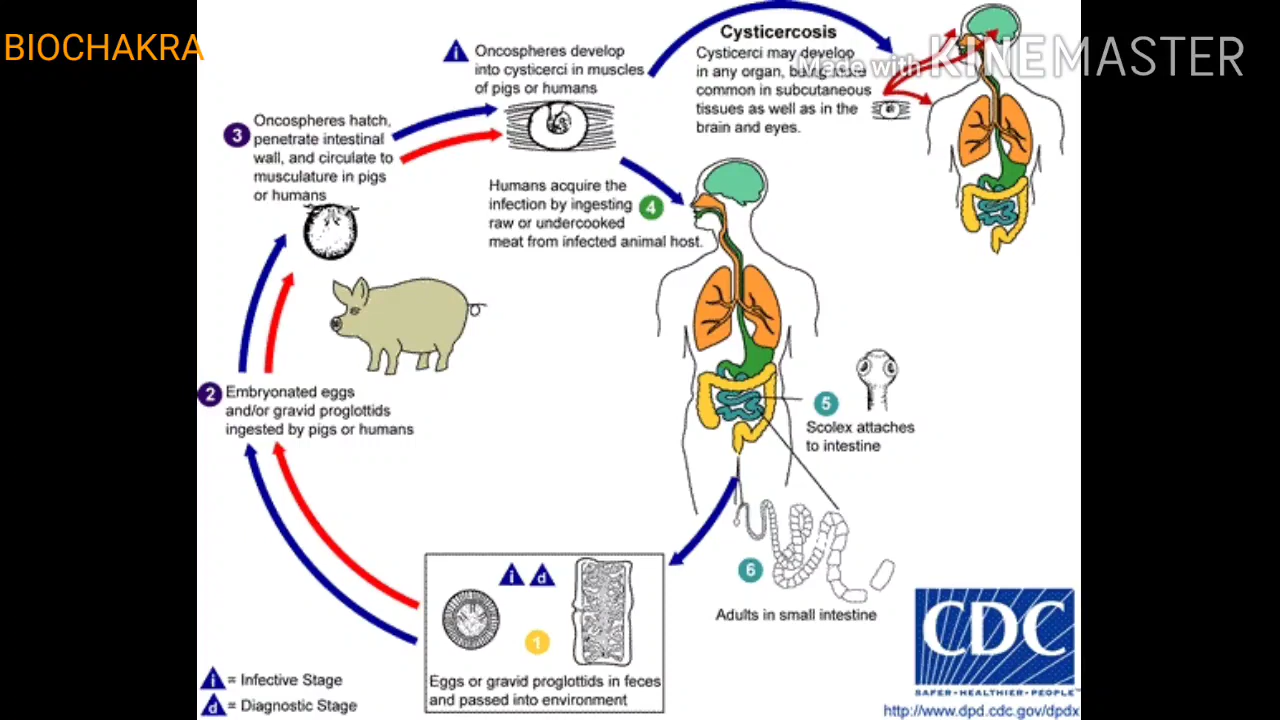 BIOCHAKRA
Made with KINEMASTER
i
Oncospheres develop
into cysticerci in muscles
of pigs or humans
Cysticercosis
Cysticerci may develop
in any organ, being more
common in subcutaneous
tissues as well as in the
brain and eyes.
3
Oncospheres hatch,
penetrate intestinal
wall, and circulate to
musculature in pigs
or humans
Humans acquire the
infection by ingesting
raw or undercooked
meat from infected animal host.
4
2
Embryonated eggs
and/or gravid proglottids
ingested by pigs or humans
5
Scolex attaches
to intestine
6
Adults in small intestine
i d
1
Eggs or gravid proglottids in feces
and passed into environment
i = Infective Stage
d = Diagnostic Stage
CDC
SAFER•HEALTHIER•PEOPLE™
http://www.dpd.cdc.gov/dpdx